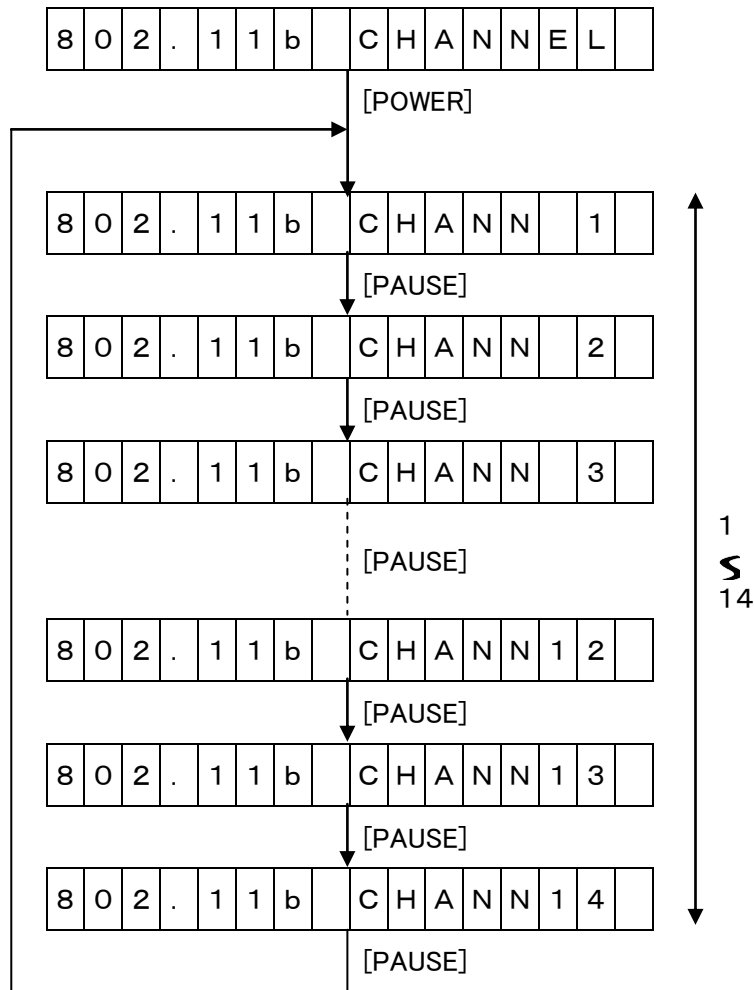 802.11b CHANNEL
[POWER]
802.11b CHANN 1
[PAUSE]
802.11b CHANN 2
[PAUSE]
802.11b CHANN 3
[PAUSE]
1
14
802.11b CHANN12
[PAUSE]
802.11b CHANN13
[PAUSE]
802.11b CHANN14
[PAUSE]